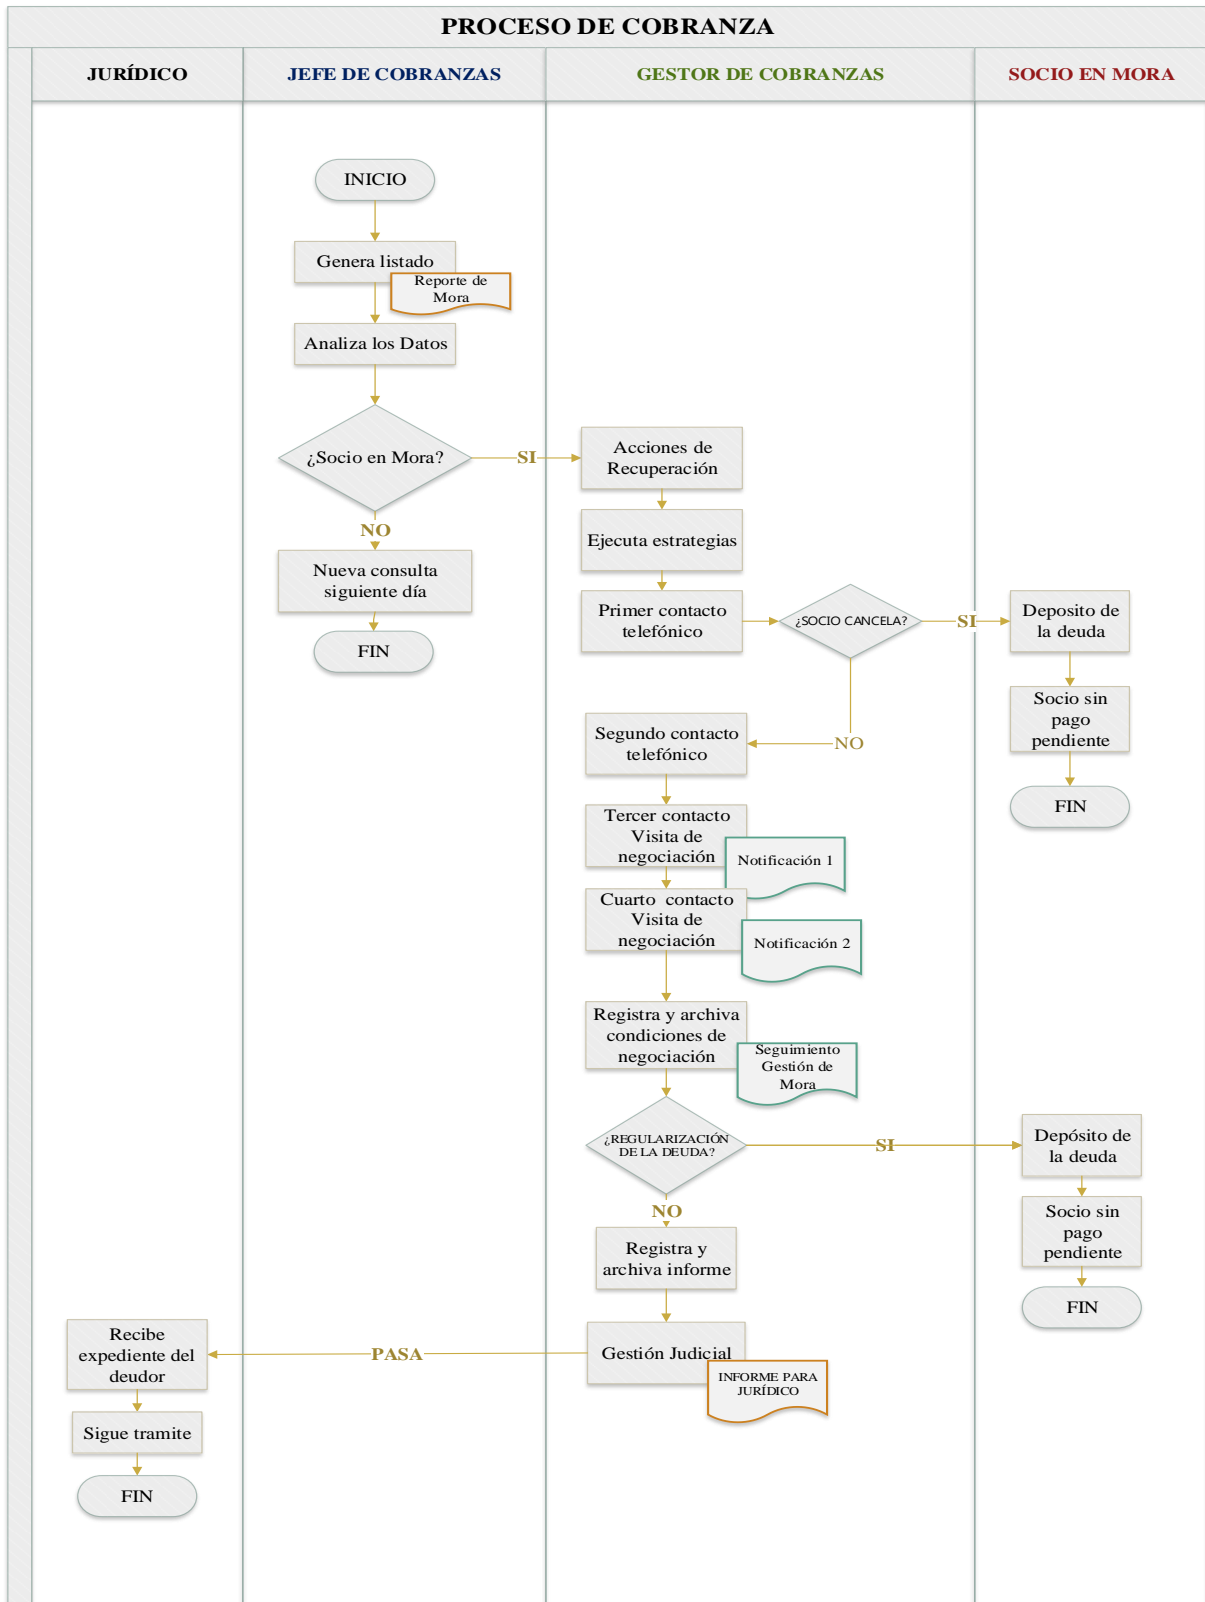 PROCESO DE COBRANZA
JURÍDICO
JEFE DE COBRANZAS
GESTOR DE COBRANZAS
SOCIO EN MORA
INICIO
Genera listado
Reporte de
Mora
Analiza los Datos
¿Socio en Mora?
SI
Acciones de
Recuperación
NO
Ejecuta estrategias
Nueva consulta
siguiente día
Primer contacto
telefónico
¿SOCIO CANCELA?
SI
Deposito de
la deuda
FIN
Socio sin
pago
pendiente
NO
Segundo contacto
telefónico
FIN
Tercer contacto
Visita de
negociación
Notificación 1
Cuarto  contacto
Visita de
negociación
Notificación 2
Registra y archiva
condiciones de
negociación
Seguimiento
Gestión de
Mora
¿REGULARIZACIÓN
DE LA DEUDA?
SI
Depósito de
la deuda
NO
Socio sin
pago
pendiente
Registra y
archiva informe
FIN
Gestión Judicial
INFORME PARA
JURÍDICO
PASA
Recibe
expediente del
deudor
Sigue tramite
FIN